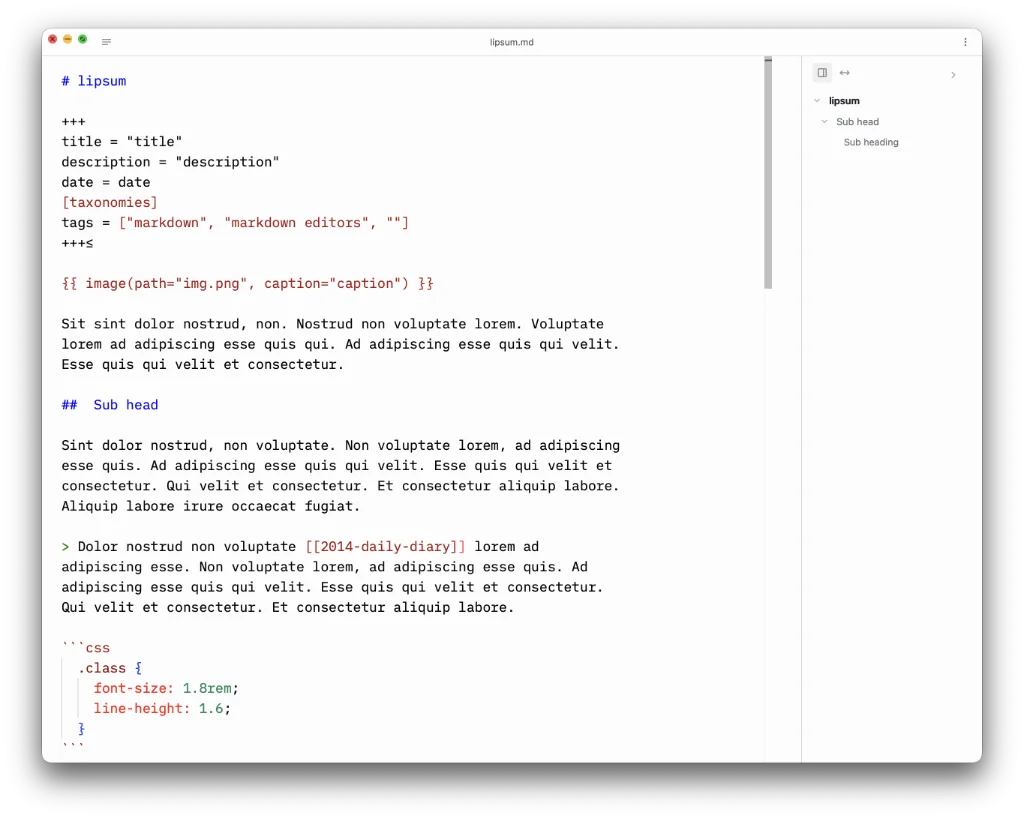 lipsum.md
# lipsum
+++
title = "title"
description = "description"
date = date
[taxonomies]
tags = ["markdown", "markdown editors", ""]
+++≤
{{ image(path="img.png", caption="caption") }}
Sit sint dolor nostrud, non. Nostrud non voluptate lorem. Voluptate
lorem ad adipiscing esse quis qui. Ad adipiscing esse quis qui velit.
Esse quis qui velit et consectetur.
##  Sub head
Sint dolor nostrud, non voluptate. Non voluptate lorem, ad adipiscing
esse quis. Ad adipiscing esse quis qui velit. Esse quis qui velit et
consectetur. Qui velit et consectetur. Et consectetur aliquip labore.
Aliquip labore irure occaecat fugiat.
> Dolor nostrud non voluptate [[2014-daily-diary]] lorem ad
adipiscing esse. Non voluptate lorem, ad adipiscing esse quis. Ad
adipiscing esse quis qui velit. Esse quis qui velit et consectetur.
Qui velit et consectetur. Et consectetur aliquip labore.
```css
  .class {
    font-size: 1.8rem;
    line-height: 1.6;
  }
```
lipsum
Sub head
Sub heading